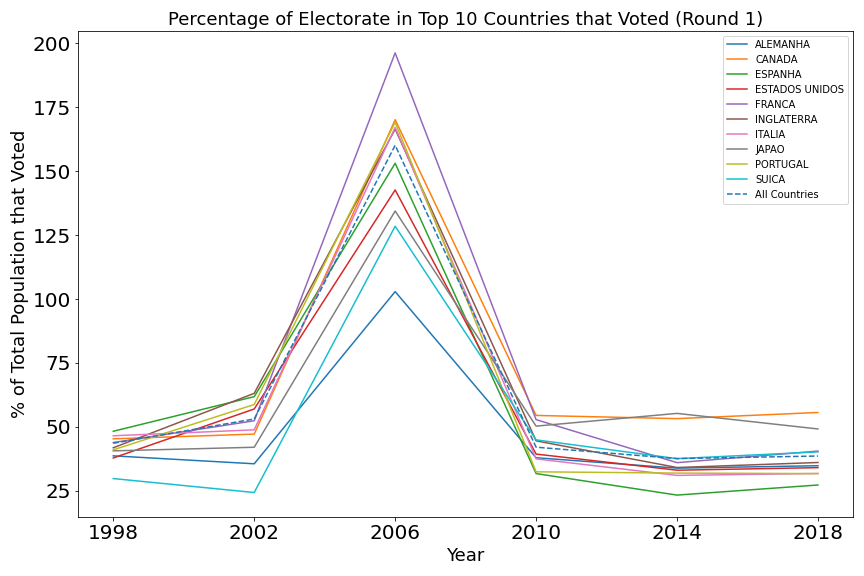 Percentage of Electorate in Top 10 Countries that Voted (Round 1)
200
175
150
125
100
75
50
25
% of Total Population that Voted
ALEMANHA
CANADA
ESPANHA
ESTADOS UNIDOS
FRANCA
INGLATERRA
ITALIA
JAPAO
PORTUGAL
SUICA
All Countries
1998 2002 2006 2010 2014 2018
Year